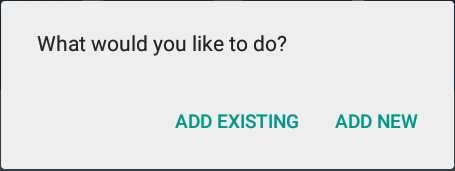 What would you like to do?
ADD EXISTING ADD NEW